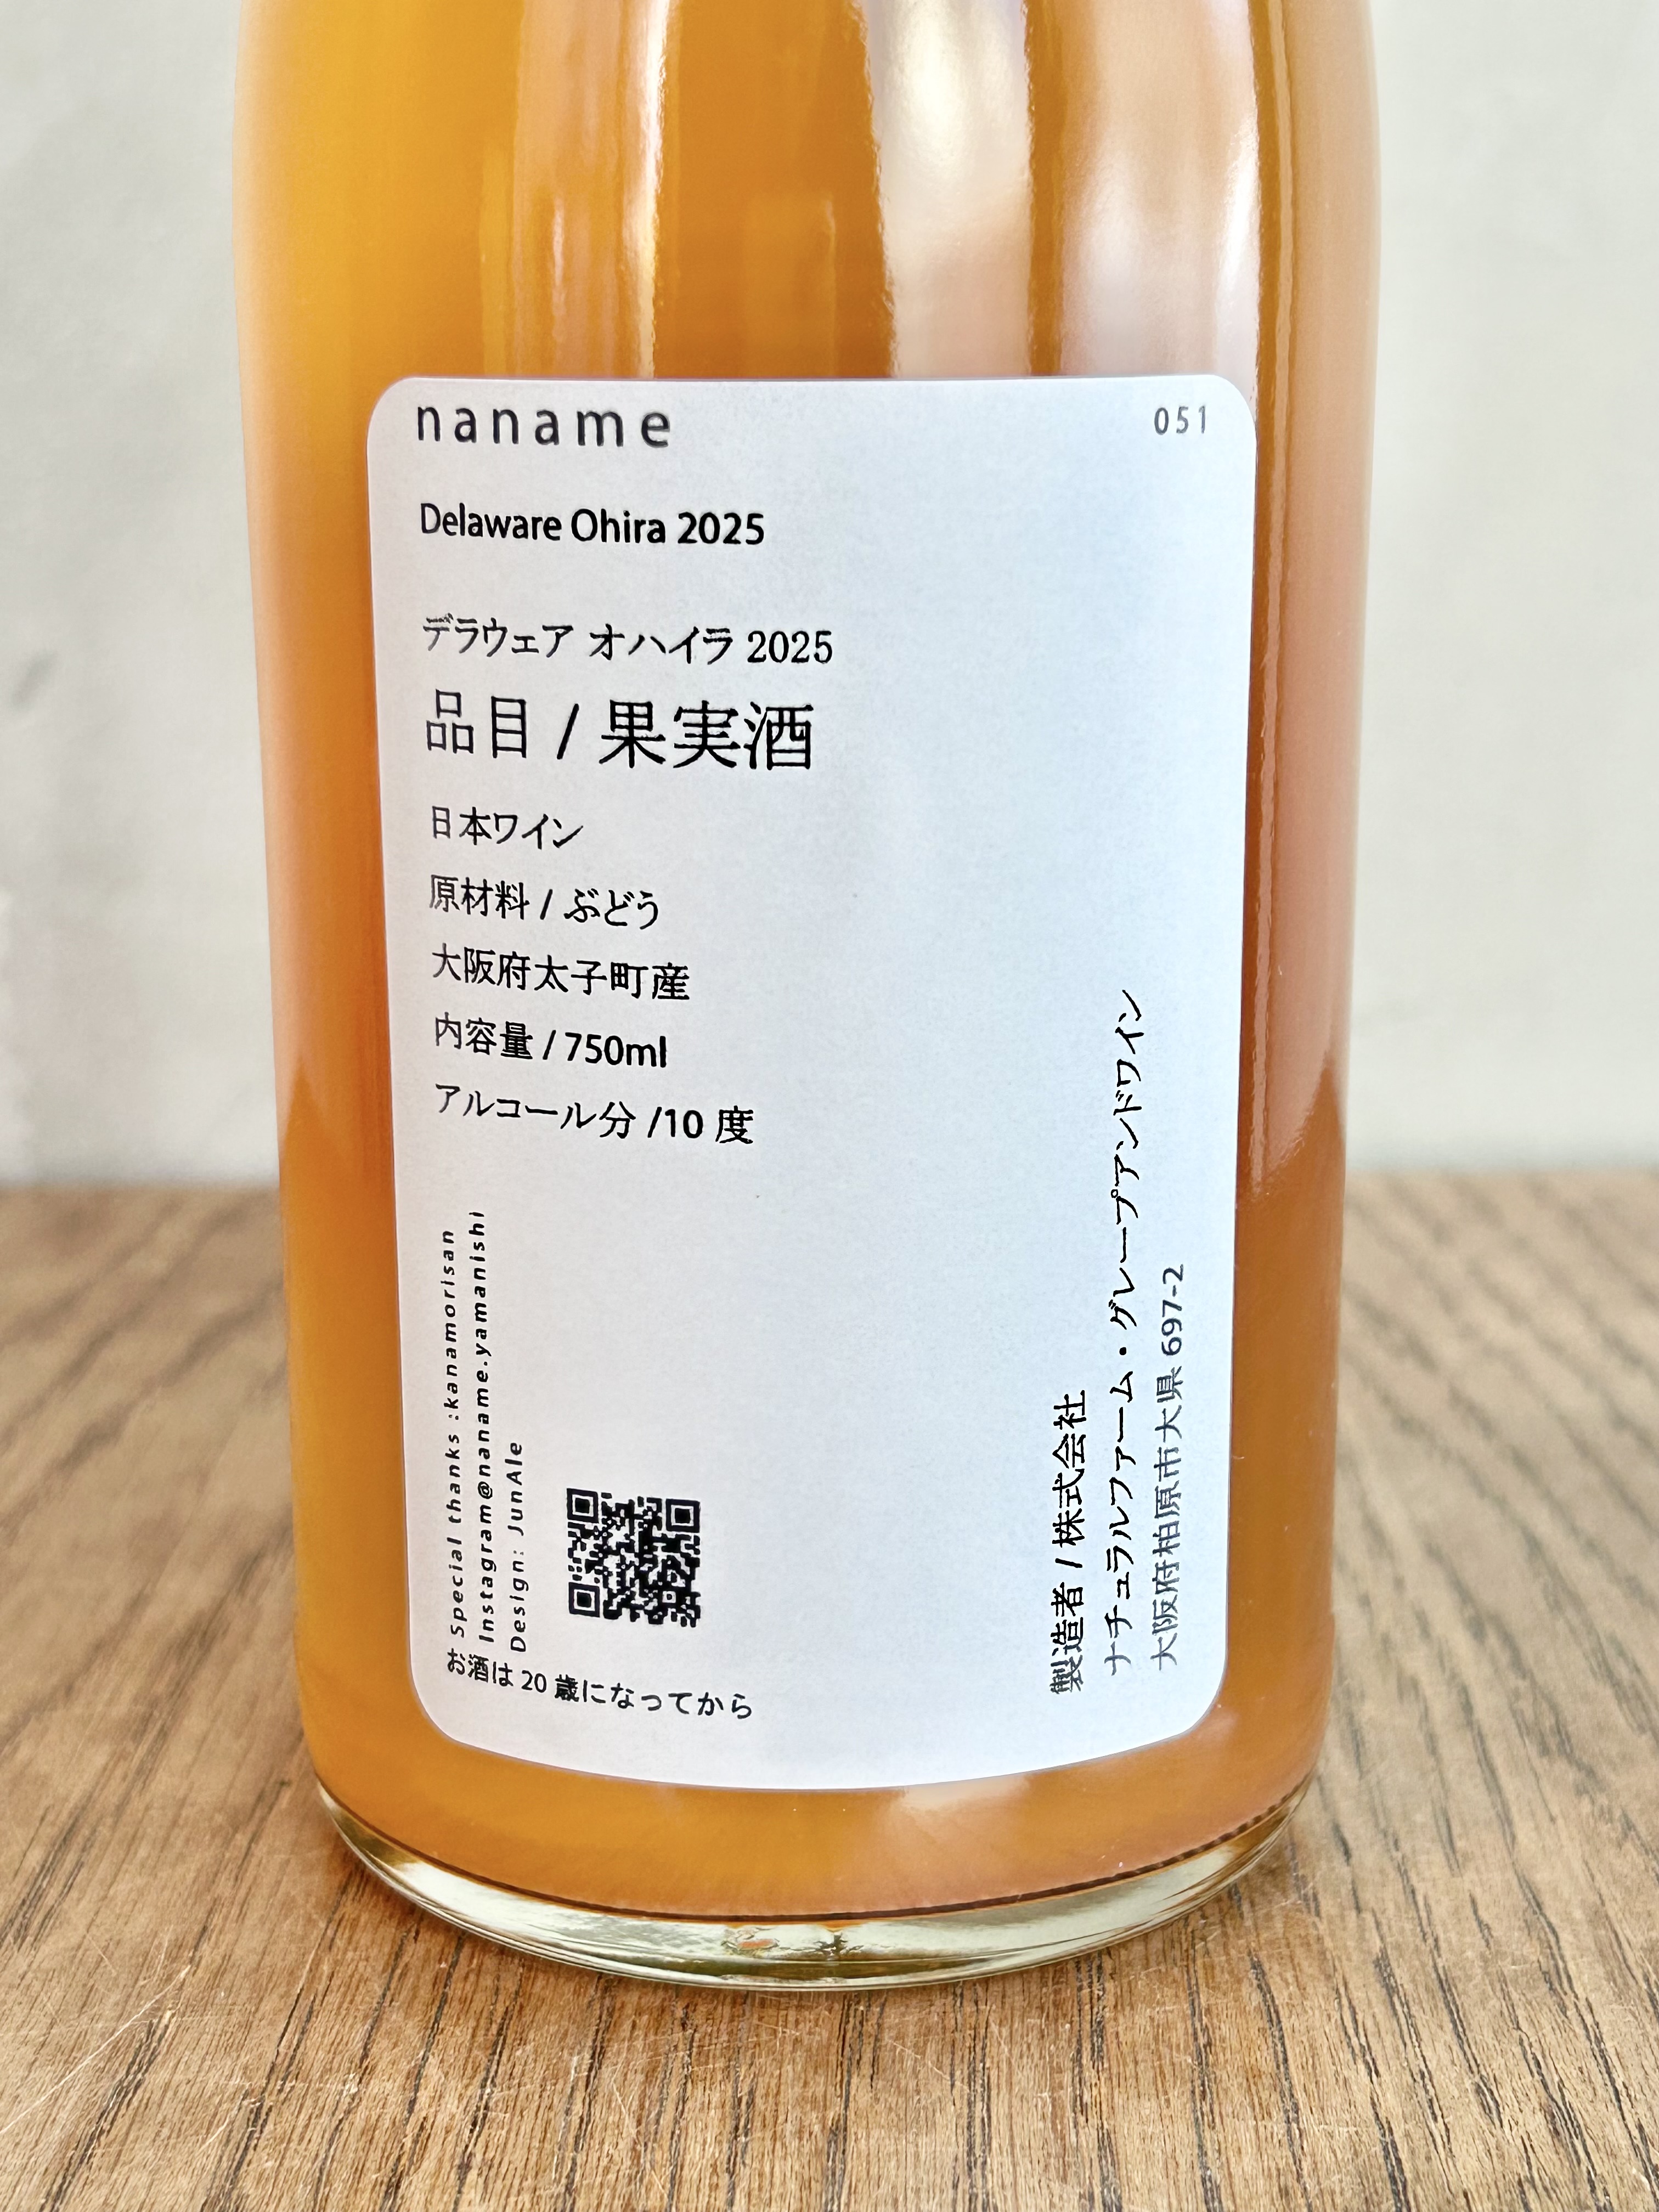 naname
051
Delaware Ohira 2025
デラウェア オハイラ 2025
品目 / 果実酒
日本ワイン
原材料 / ぶどう
大阪府太子町産
内容量 / 750ml
アルコール分 /10 度
Special thanks :kanamorisan
Instagram@naname.yamanishi
Design: JunAle
お酒は 20 歳になってから
製造者 / 株式会社
ナチュラルファーム・グレープアンドワイン
大阪府柏原市大県 697-2